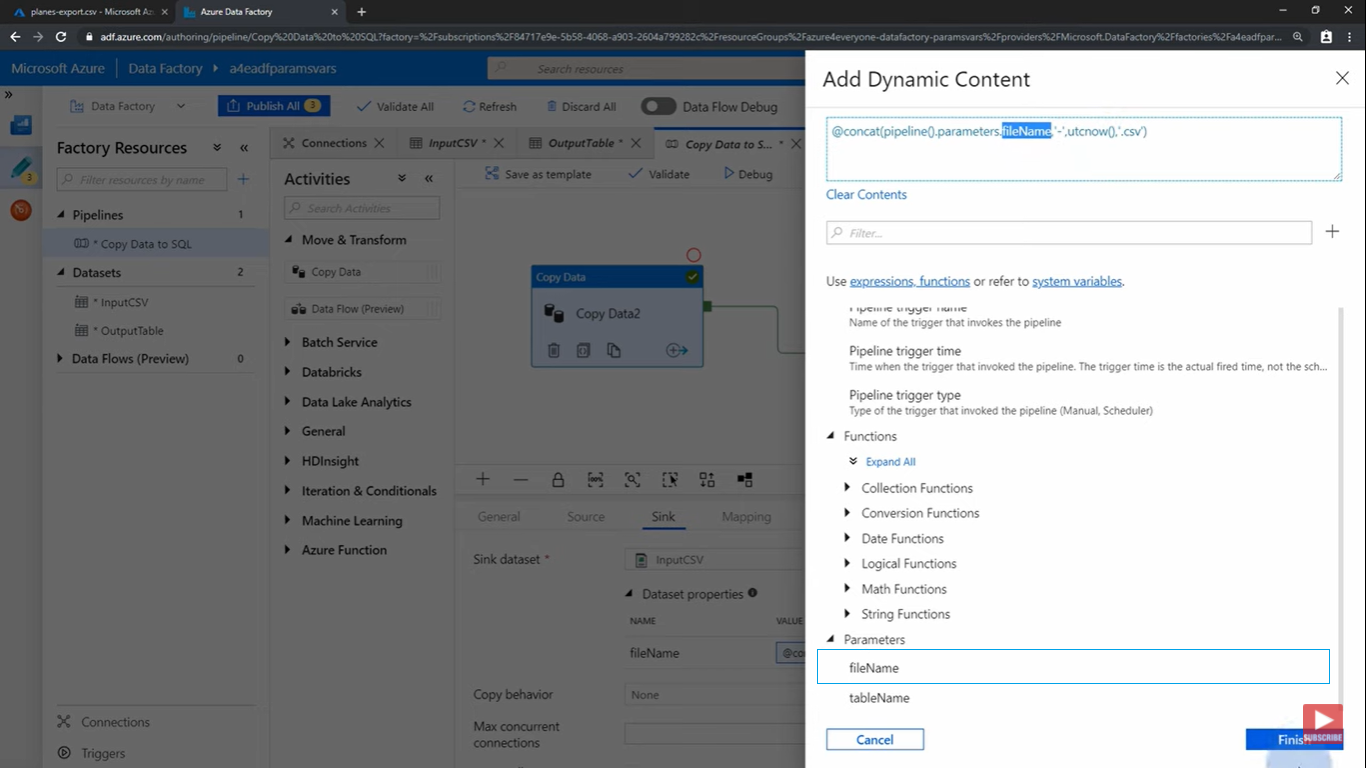 planes-export.csv - Microsoft Az
Azure Data Factory
adf.azure.com/authoring/pipeline/Copy%20Data%20to%20SQL?factory=%2Fsubscriptions%2F84717e9e-5b58-4068-a903-2604a799282c%2FresourceGroups%2Fazure4everyone-datafactory-paramsvars%2Fproviders%2FMicrosoft.DataFactory%2Ffactories%2Fa4eadfpar...
Microsoft Azure
Data Factory
a4eadfparamsvars
Search resources
Data Factory
Publish All 3
Validate All
Refresh
Discard All
Data Flow Debug
Factory Resources
Filter resources by name
Pipelines 1
* Copy Data to SQL
Datasets 2
* InputCSV
* OutputTable
Data Flows (Preview) 0
Connections
Triggers
3
Connections
InputCSV *
OutputTable *
Copy Data to S... *
Activities
Search Activities
Move & Transform
Copy Data
Data Flow (Preview)
Batch Service
Databricks
Data Lake Analytics
General
HDInsight
Iteration & Conditionals
Machine Learning
Azure Function
Save as template
Validate
Debug
Copy Data
Copy Data2
100%
General
Source
Sink
Mapping
Sink dataset *
InputCSV
Dataset properties
NAME
VALUE
fileName
@co
Copy behavior
None
Max concurrent
connections
Add Dynamic Content
@concat(pipeline().parameters.fileName,'-',utcnow(),'.csv')
Clear Contents
Filter...
Use expressions, functions or refer to system variables.
Pipeline trigger name
Name of the trigger that invokes the pipeline
Pipeline trigger time
Time when the trigger that invoked the pipeline. The trigger time is the actual fired time, not the sch...
Pipeline trigger type
Type of the trigger that invoked the pipeline (Manual, Scheduler)
Functions
Expand All
Collection Functions
Conversion Functions
Date Functions
Logical Functions
Math Functions
String Functions
Parameters
fileName
tableName
Cancel
Finish
SUBSCRIBE